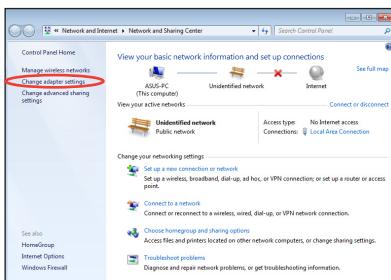 « Network and Internet ▸ Network and Sharing Center
Search Control Panel
Control Panel Home
Manage wireless networks
Change adapter settings
Change advanced sharing
settings
View your basic network information and set up connections
See full map
ASUS-PC
(This computer)
Unidentified network
Internet
View your active networks
Connect or disconnect
Unidentified network
Public network
Access type: No Internet access
Connections: Local Area Connection
Change your networking settings
Set up a new connection or network
Set up a wireless, broadband, dial-up, ad hoc, or VPN connection; or set up a router or access
point.
Connect to a network
Connect or reconnect to a wireless, wired, dial-up, or VPN network connection.
Choose homegroup and sharing options
Access files and printers located on other network computers, or change sharing settings.
Troubleshoot problems
Diagnose and repair network problems, or get troubleshooting information.
See also
HomeGroup
Internet Options
Windows Firewall